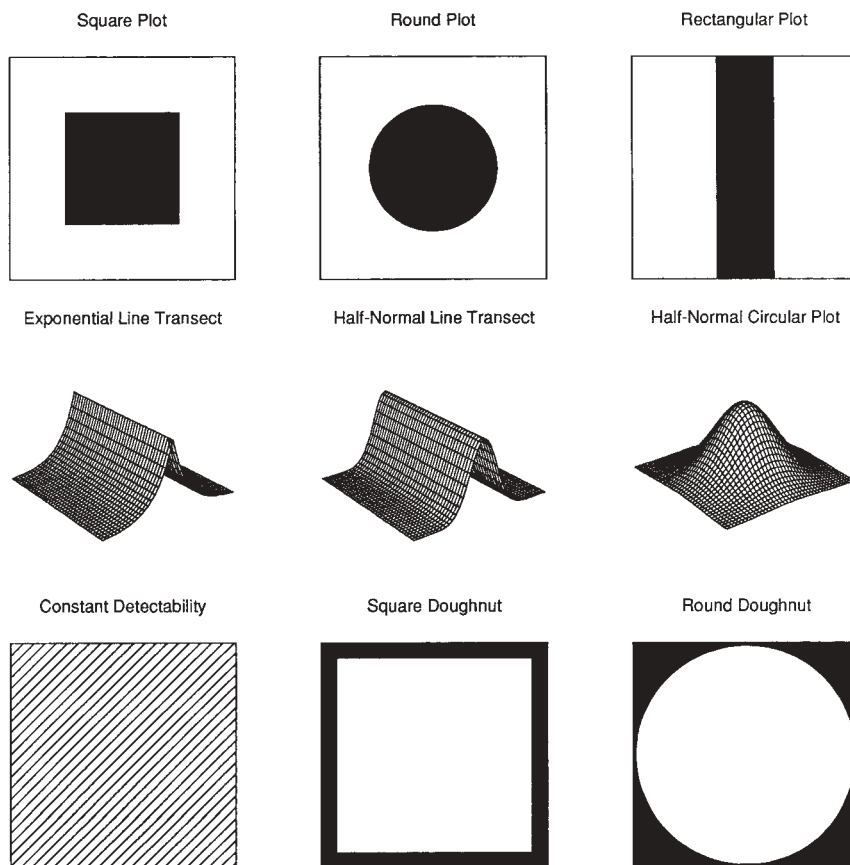 Square Plot
Round Plot
Rectangular Plot
Exponential Line Transect
Half-Normal Line Transect
Half-Normal Circular Plot
Constant Detectability
Square Doughnut
Round Doughnut